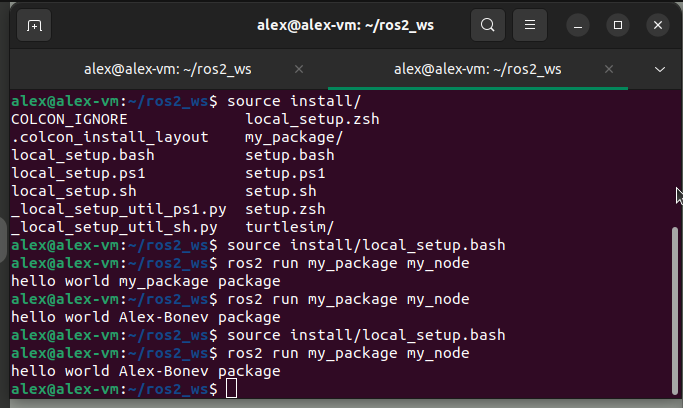 alex@alex-vm: ~/ros2_ws
alex@alex-vm: ~/ros2_ws
alex@alex-vm: ~/ros2_ws
alex@alex-vm:~/ros2_ws$ source install/
COLCON_IGNORE local_setup.zsh
.colcon_install_layout my_package/
local_setup.bash setup.bash
local_setup.ps1 setup.ps1
local_setup.sh setup.sh
_local_setup_util_ps1.py setup.zsh
_local_setup_util_sh.py turtlesim/
alex@alex-vm:~/ros2_ws$ source install/local_setup.bash
alex@alex-vm:~/ros2_ws$ ros2 run my_package my_node
hello world my_package package
alex@alex-vm:~/ros2_ws$ ros2 run my_package my_node
hello world Alex-Bonev package
alex@alex-vm:~/ros2_ws$ source install/local_setup.bash
alex@alex-vm:~/ros2_ws$ ros2 run my_package my_node
hello world Alex-Bonev package
alex@alex-vm:~/ros2_ws$